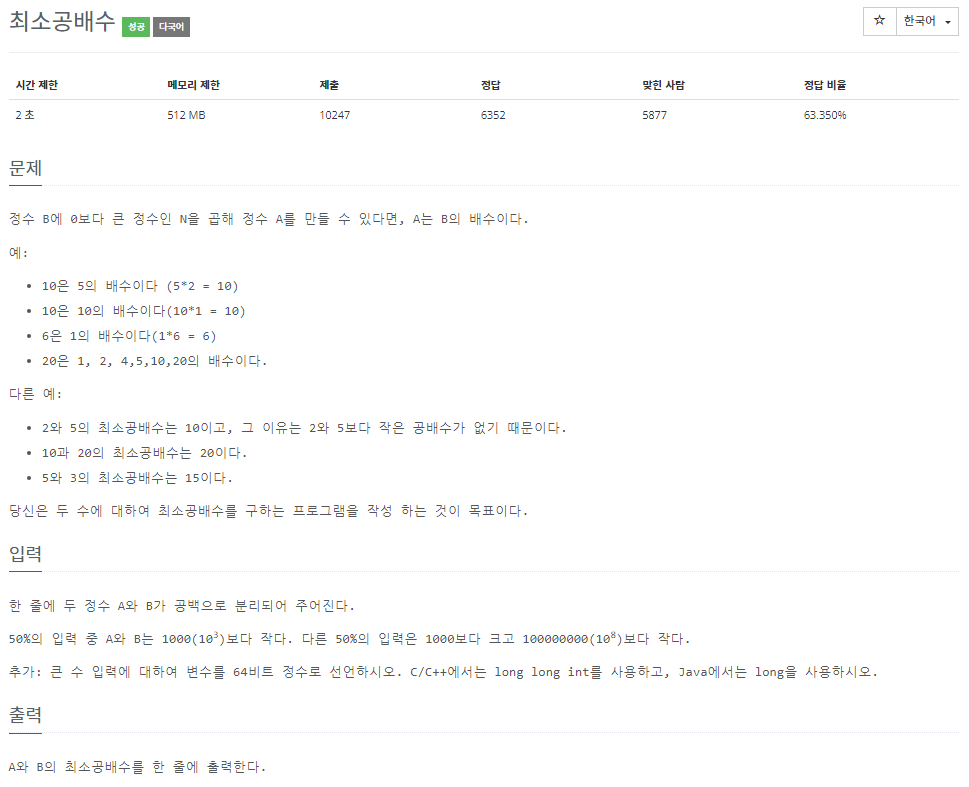 최소공배수 성공 다국어
☆ 한국어
시간 제한 메모리 제한 제출 정답 맞힌 사람 정답 비율
2 초 512 MB 10247 6352 5877 63.350%
문제
정수 B에 0보다 큰 정수인 N을 곱해 정수 A를 만들 수 있다면, A는 B의 배수이다.
예:
• 10은 5의 배수이다 (5*2 = 10)
• 10은 10의 배수이다(10*1 = 10)
• 6은 1의 배수이다(1*6 = 6)
• 20은 1, 2, 4,5,10,20의 배수이다.
다른 예:
• 2와 5의 최소공배수는 10이고, 그 이유는 2와 5보다 작은 공배수가 없기 때문이다.
• 10과 20의 최소공배수는 20이다.
• 5와 3의 최소공배수는 15이다.
당신은 두 수에 대하여 최소공배수를 구하는 프로그램을 작성 하는 것이 목표이다.
입력
한 줄에 두 정수 A와 B가 공백으로 분리되어 주어진다.
50%의 입력 중 A와 B는 1000(10³)보다 작다. 다른 50%의 입력은 1000보다 크고 100000000(10⁸)보다 작다.
추가: 큰 수 입력에 대하여 변수를 64비트 정수로 선언하시오. C/C++에서는 long long int를 사용하고, Java에서는 long을 사용하시오.
출력
A와 B의 최소공배수를 한 줄에 출력한다.